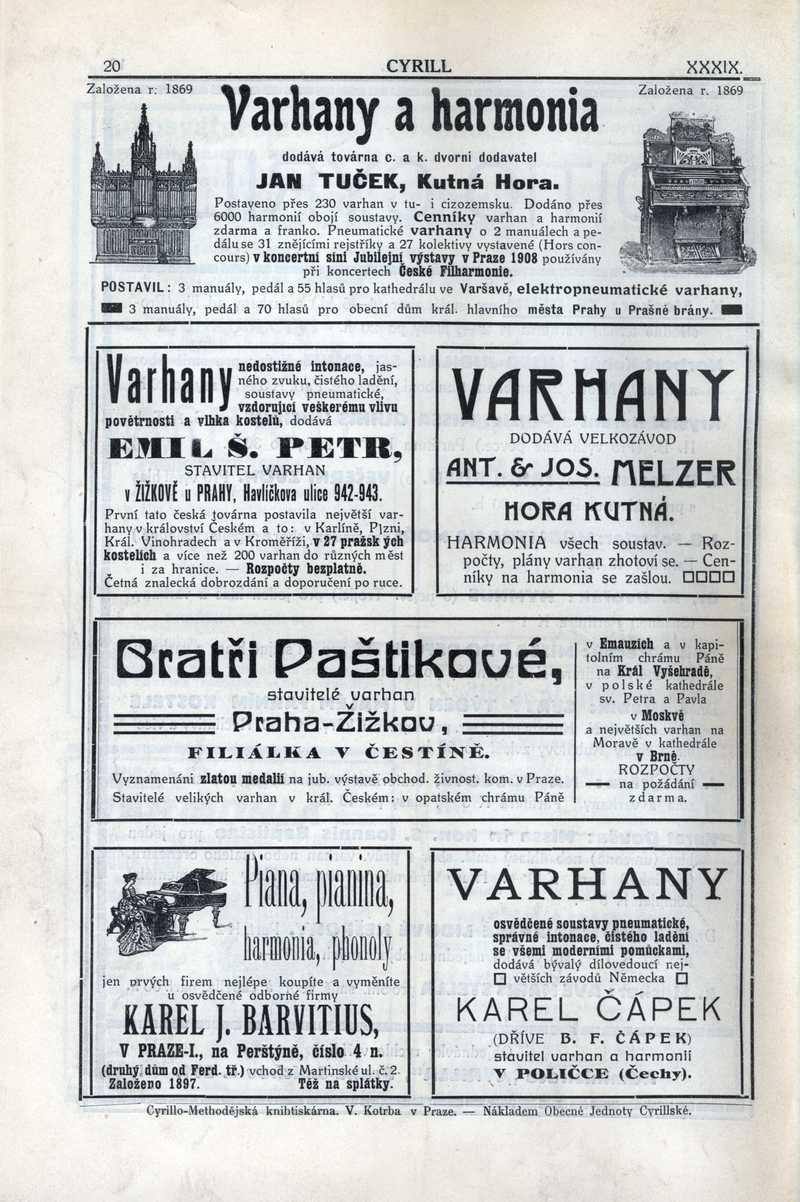 20 CYRILL XXXIX.
Založena r. 1869
Založena r. 1869
Varhany a harmonia
dodává továrna c. a k. dvorní dodavatel
JAN TUČEK, Kutná Hora.
Postaveno přes 230 varhan v tu- i cizozemsku. Dodáno přes
6000 harmonií obojí soustavy. Cenníky varhan a harmonií
zdarma a franko. Pneumatické varhany o 2 manuálech a pe-
dálu se 31 znějícími rejstříky a 27 kolektivy vystavené (Hors con-
cours) v koncertní síni Jubilejní výstavy v Praze 1908 používány
při koncertech České Filharmonie.
POSTAVIL: 3 manuály, pedál a 55 hlasů pro kathedrálu ve Varšavě, elektropneumatické varhany,
3 manuály, pedál a 70 hlasů pro obecní dům král. hlavního města Prahy u Prašné brány.
Varhany nedostižné intonace, jas-
ného zvuku, čistého ladění,
soustavy pneumatické,
vzdorující veškerému vlivu
povětrnosti a vlhka kostelů, dodává
EMIL Š. PETR,
STAVITEL VARHAN
v ŽIŽKOVĚ u PRAHY, Havlíčkova ulice 942-943.
První tato česká továrna postavila největší var-
hany v království Českém a to: v Karlíně, Plzni,
Král. Vinohradech a v Kroměříži, v 27 pražských
kostelích a více než 200 varhan do různých měst
i za hranice. — Rozpočty bezplatně.
Četná znalecká dobrozdání a doporučení po ruce.
VARHANY
DODÁVÁ VELKOZÁVOD
ANT. & JOS. MELZER
HORA KUTNÁ.
HARMONIA všech soustav. — Roz-
počty, plány varhan zhotoví se. — Cen-
níky na harmonia se zašlou.
Bratři Paštikové,
stavitelé varhan
Praha-Žižkov,
FILIÁLKA V ČESTÍNĚ.
Vyznamenáni zlatou medalií na jub. výstavě obchod. živnost. kom. v Praze.
Stavitelé velikých varhan v král. Českém: v opatském chrámu Páně
v Emauzích a v kapi-
tolním chrámu Páně
na Král Vyšehradě,
v polské kathedrále
sv. Petra a Pavla
v Moskvě
a největších varhan na
Moravě v kathedrále
v Brně.
ROZPOČTY
— na požádání —
zdarma.
Piana, pianina,
harmonia, phonoly
jen prvých firem nejlépe koupíte a vyměníte
u osvědčené odborné firmy
KAREL J. BARVITIUS,
V PRAZE-I., na Perštýně, číslo 4 n.
(druhý dům od Ferd. tř.) vchod z Martinské ul. č. 2.
Založeno 1897. Též na splátky.
VARHANY
osvědčené soustavy pneumatické,
správné intonace, čistého ladění
se všemi moderními pomůckami,
dodává bývalý dílovedoucí nej-
větších závodů Německa
KAREL ČÁPEK
(DŘÍVE B. F. ČÁPEK)
stavitel varhan a harmonií
V POLIČCE (Čechy).
Cyrillo-Methodějská knihtiskárna. V. Kotrba v Praze. — Nákladem Obecné Jednoty Cyrillské.